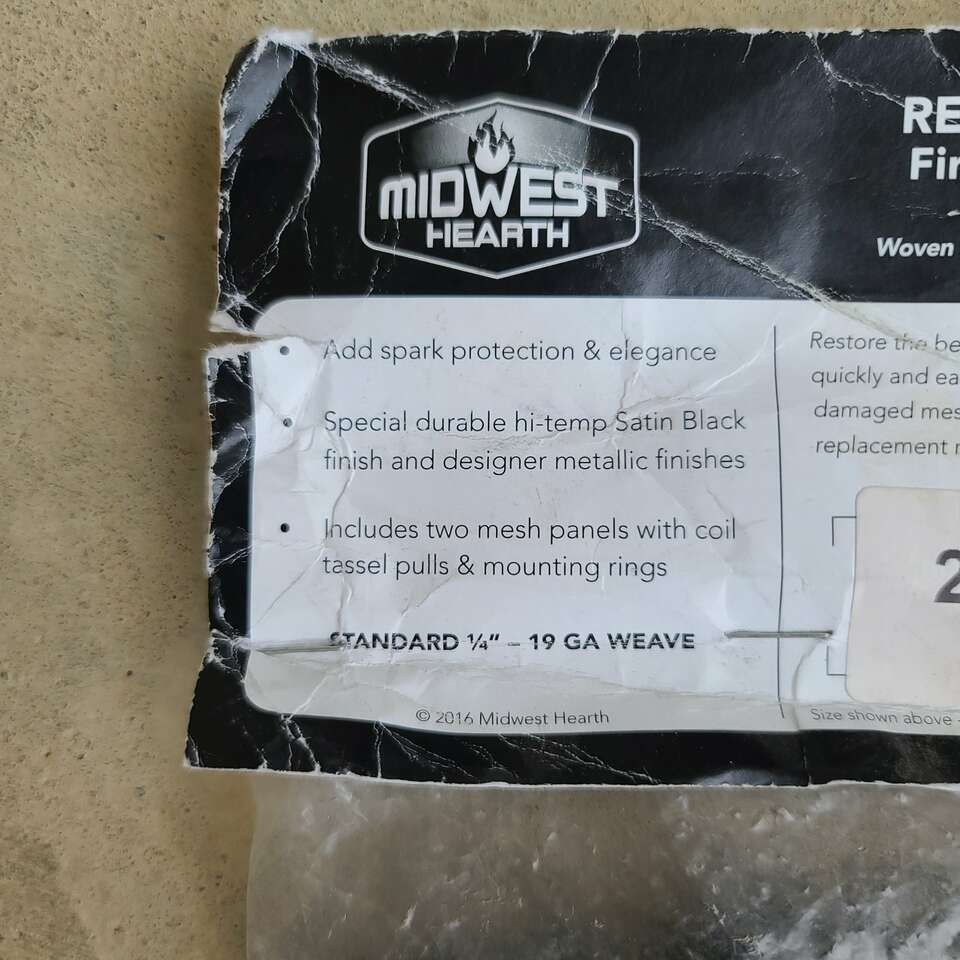 MIDWEST
HEARTH
RE
Fir
Woven
• Add spark protection & elegance
• Special durable hi-temp Satin Black
finish and designer metallic finishes
• Includes two mesh panels with coil
tassel pulls & mounting rings
STANDARD ¼" – 19 GA WEAVE
© 2016 Midwest Hearth
Restore the be
quickly and ea
damaged mes
replacement
2
Size shown above